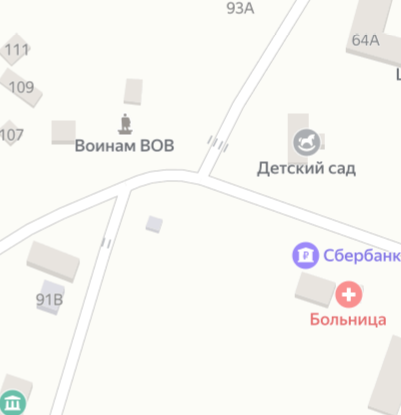 93А
64А
111
109
107
Воинам ВОВ
Детский сад
Сбербанк
91В
Больница